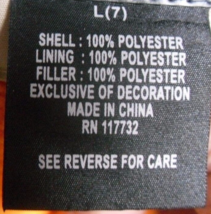 L(7)
SHELL : 100% POLYESTER
LINING : 100% POLYESTER
FILLER : 100% POLYESTER
EXCLUSIVE OF DECORATION
MADE IN CHINA
RN 117732
SEE REVERSE FOR CARE